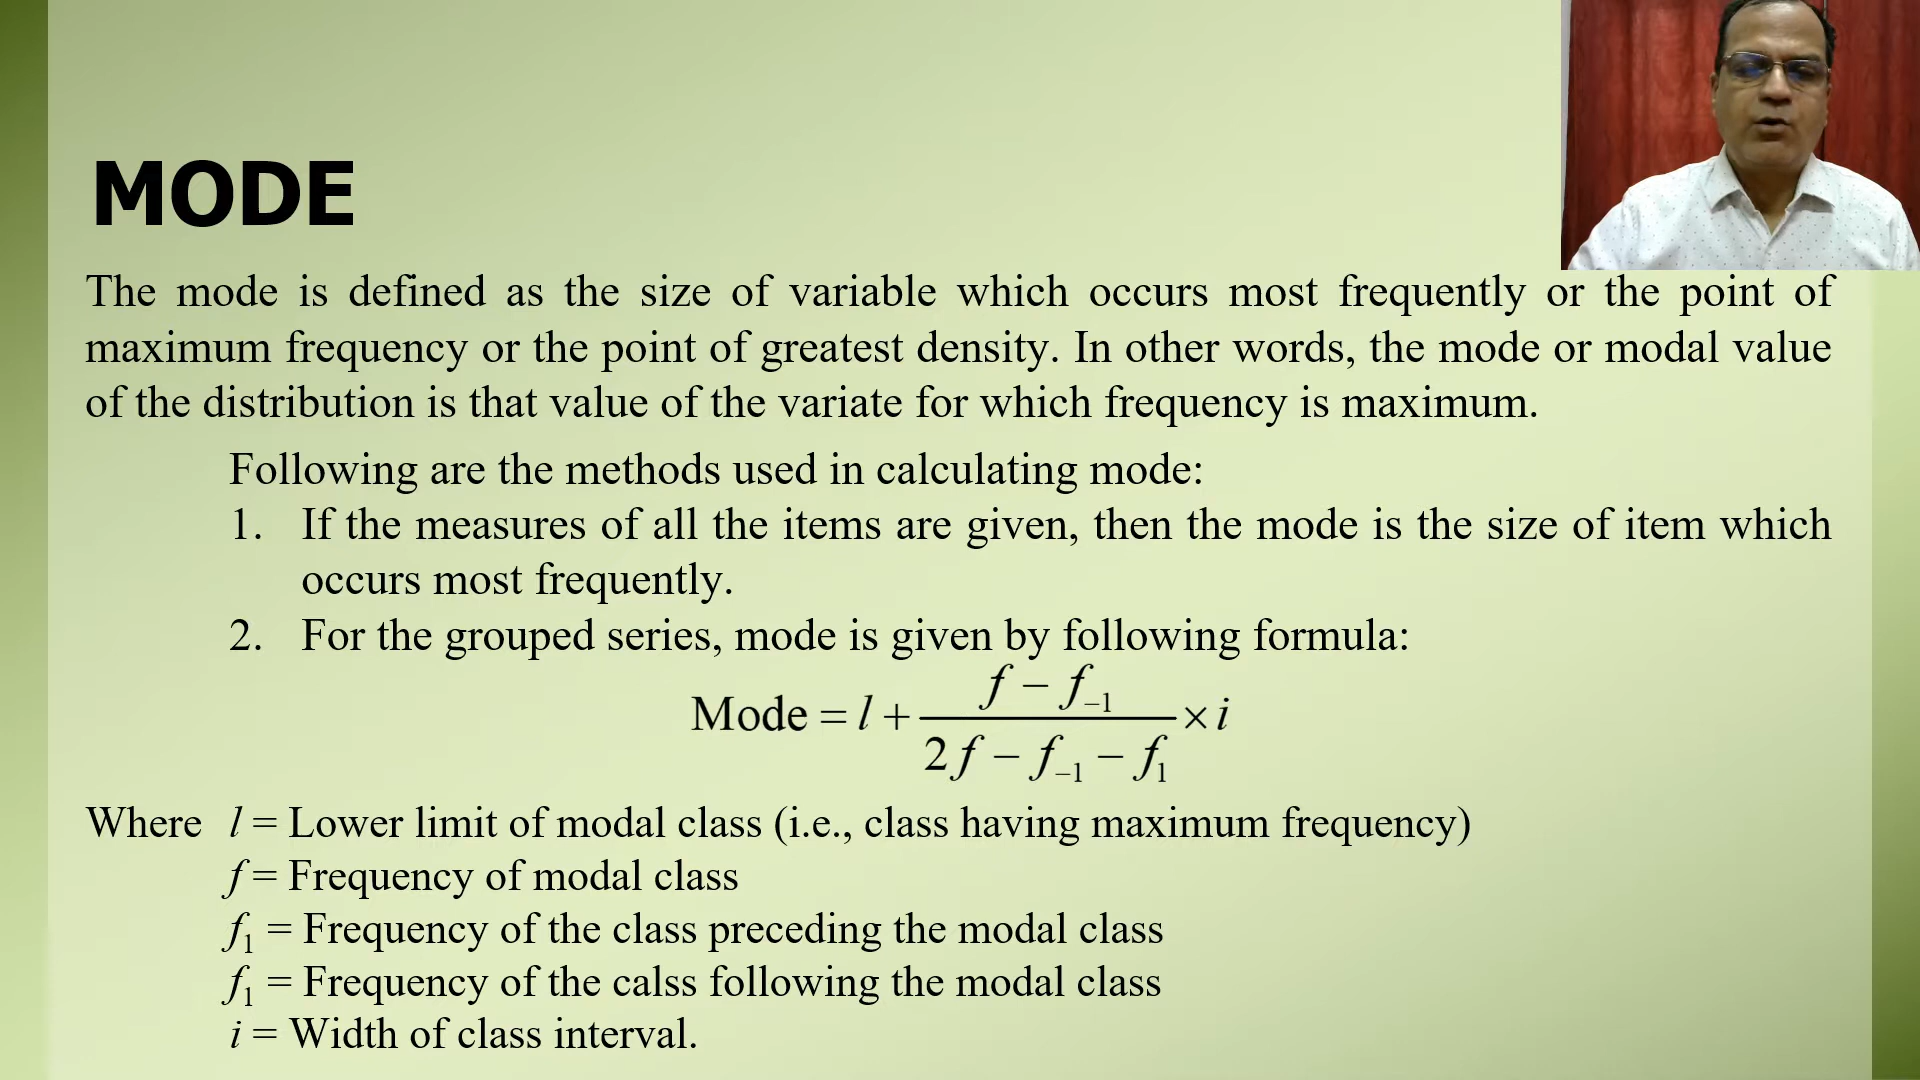 MODE
The mode is defined as the size of variable which occurs most frequently or the point of
maximum frequency or the point of greatest density. In other words, the mode or modal value
of the distribution is that value of the variate for which frequency is maximum.
Following are the methods used in calculating mode:
1. If the measures of all the items are given, then the mode is the size of item which
occurs most frequently.
2. For the grouped series, mode is given by following formula:
Mode = l + (f − f₋₁) / (2f − f₋₁ − f₁) × i
Where l = Lower limit of modal class (i.e., class having maximum frequency)
f = Frequency of modal class
f₁ = Frequency of the class preceding the modal class
f₁ = Frequency of the calss following the modal class
i = Width of class interval.